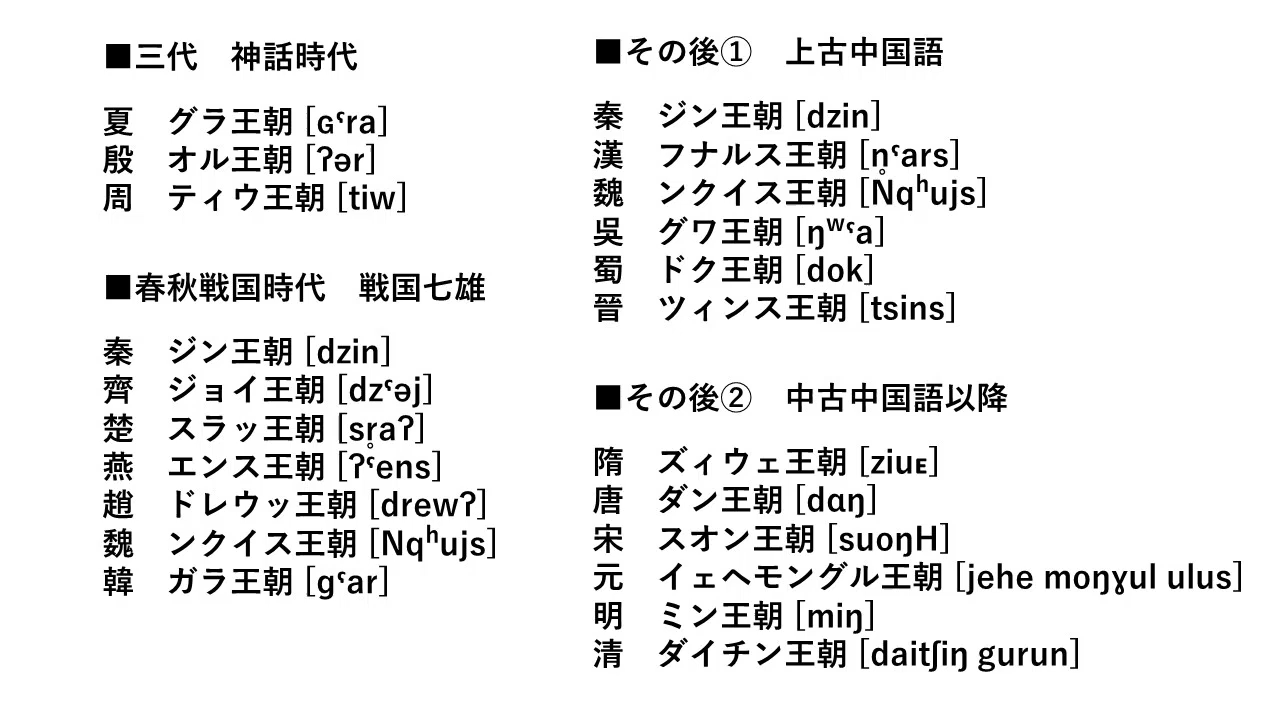 ■三代　神話時代
夏　グラ王朝 [ɢˤra]
殷　オル王朝 [ʔər]
周　ティウ王朝 [tiw]
■春秋戦国時代　戦国七雄
秦　ジン王朝 [dzin]
齊　ジョイ王朝 [dzˤəj]
楚　スラッ王朝 [sr̥aʔ]
燕　エンス王朝 [ʔˤens]
趙　ドレウッ王朝 [drewʔ]
魏　ンクイス王朝 [Nqʰujs]
韓　ガラ王朝 [gˤar]
■その後①　上古中国語
秦　ジン王朝 [dzin]
漢　フナルス王朝 [n̥ˤars]
魏　ンクイス王朝 [Nqʰujs]
吳　グワ王朝 [ŋʷˤa]
蜀　ドク王朝 [dok]
晉　ツィンス王朝 [tsins]
■その後②　中古中国語以降
隋　ズィウェ王朝 [ziuᴇ]
唐　ダン王朝 [dɑŋ]
宋　スオン王朝 [suoŋH]
元　イェヘモングル王朝 [jehe moŋɣul ulus]
明　ミン王朝 [miŋ]
清　ダイチン王朝 [daitʃiŋ gurun]